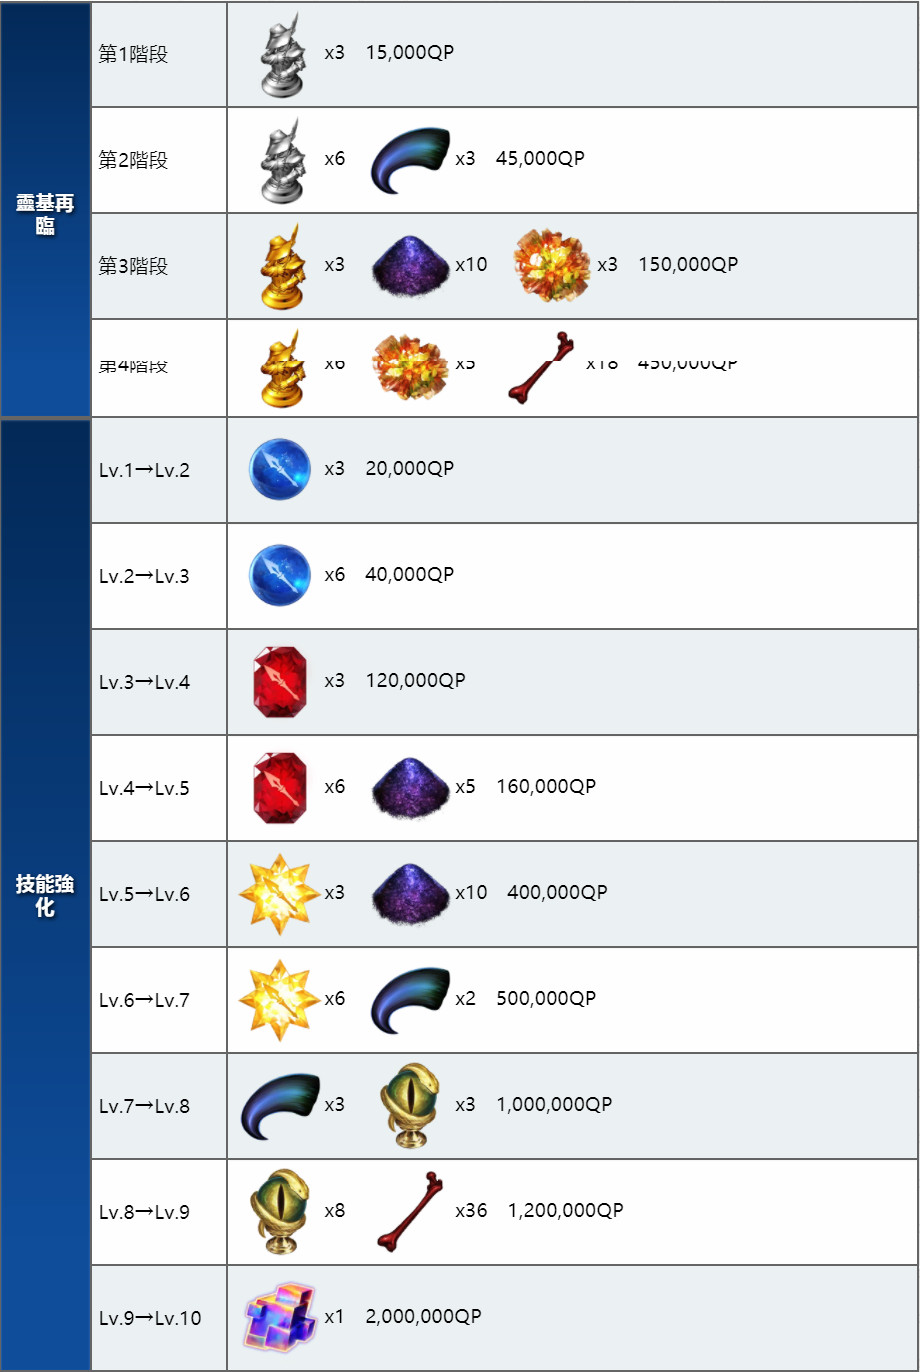 靈基再
臨
第1階段 x3 15,000QP
第2階段 x6 x3 45,000QP
第3階段 x3 x10 x3 150,000QP
第4階段 x6 x18
技能強
化
Lv.1→Lv.2 x3 20,000QP
Lv.2→Lv.3 x6 40,000QP
Lv.3→Lv.4 x3 120,000QP
Lv.4→Lv.5 x6 x5 160,000QP
Lv.5→Lv.6 x3 x10 400,000QP
Lv.6→Lv.7 x6 x2 500,000QP
Lv.7→Lv.8 x3 x3 1,000,000QP
Lv.8→Lv.9 x8 x36 1,200,000QP
Lv.9→Lv.10 x1 2,000,000QP